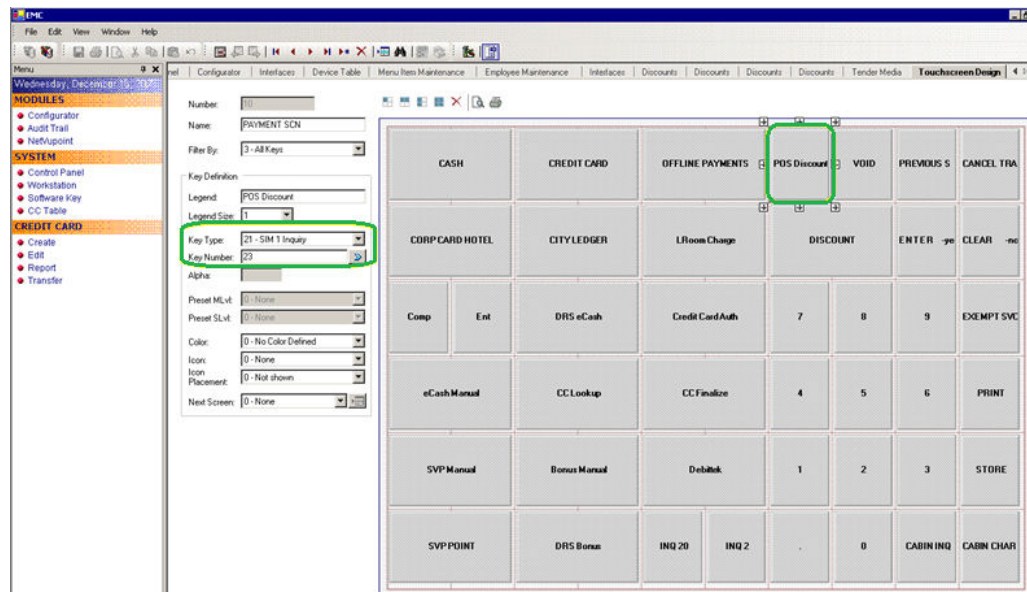 EMC
File Edit View Window Help
Menu
nel Configurator Interfaces Device Table Menu Item Maintenance Employee Maintenance Interfaces Discounts Discounts Discounts Discounts Tender Media Touchscreen Design
Wednesday, December
MODULES
Configurator
Audit Trail
NetVupoint
SYSTEM
Control Panel
Workstation
Software Key
CC Table
CREDIT CARD
Create
Edit
Report
Transfer
Number: 10
Name: PAYMENT SCN
Filter By: 3 - All Keys
Key Definition
Legend: POS Discount
Legend Size: 1
Key Type: 21 - SIM 1 Inquiry
Key Number: 23
Alpha:
Preset MLvl: 0 - None
Preset SLvl: 0 - None
Color: 0 - No Color Defined
Icon: 0 - None
Icon Placement: 0 - Not shown
Next Screen: 0 - None
CASH CREDIT CARD OFFLINE PAYMENTS POS Discount VOID PREVIOUS S CANCEL TRA
CORP CARD HOTEL CITY LEDGER LRoom Charge DISCOUNT ENTER -ye CLEAR -no
Comp Ent DRS eCash Credit Card Auth 7 8 9 EXEMPT SVC
eCash Manual CC Lookup CC Finalize 4 5 6 PRINT
SVP Manual Bonus Manual Debittek 1 2 3 STORE
SVP POINT DRS Bonus INQ 20 INQ 2 . 0 CABIN INQ CABIN CHAR